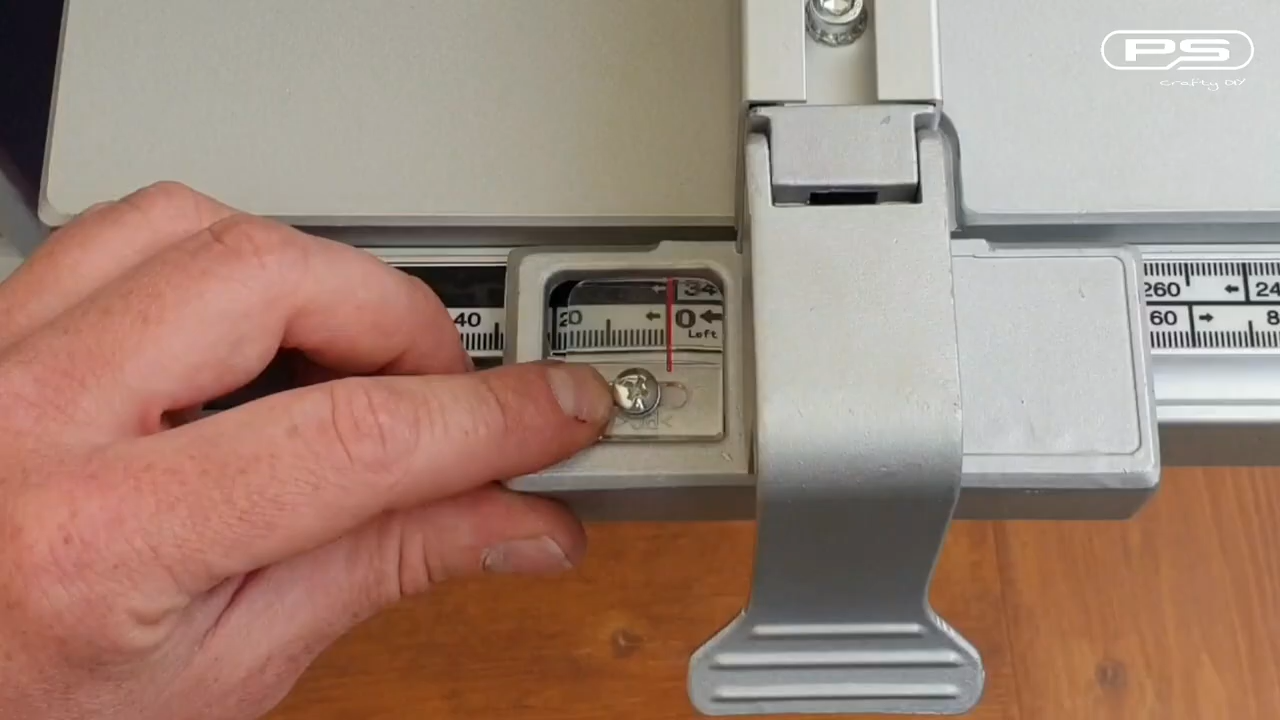 PS
crafty DIY
← 34
40
20 ← 0 ←
Left
260 24
60 → 8